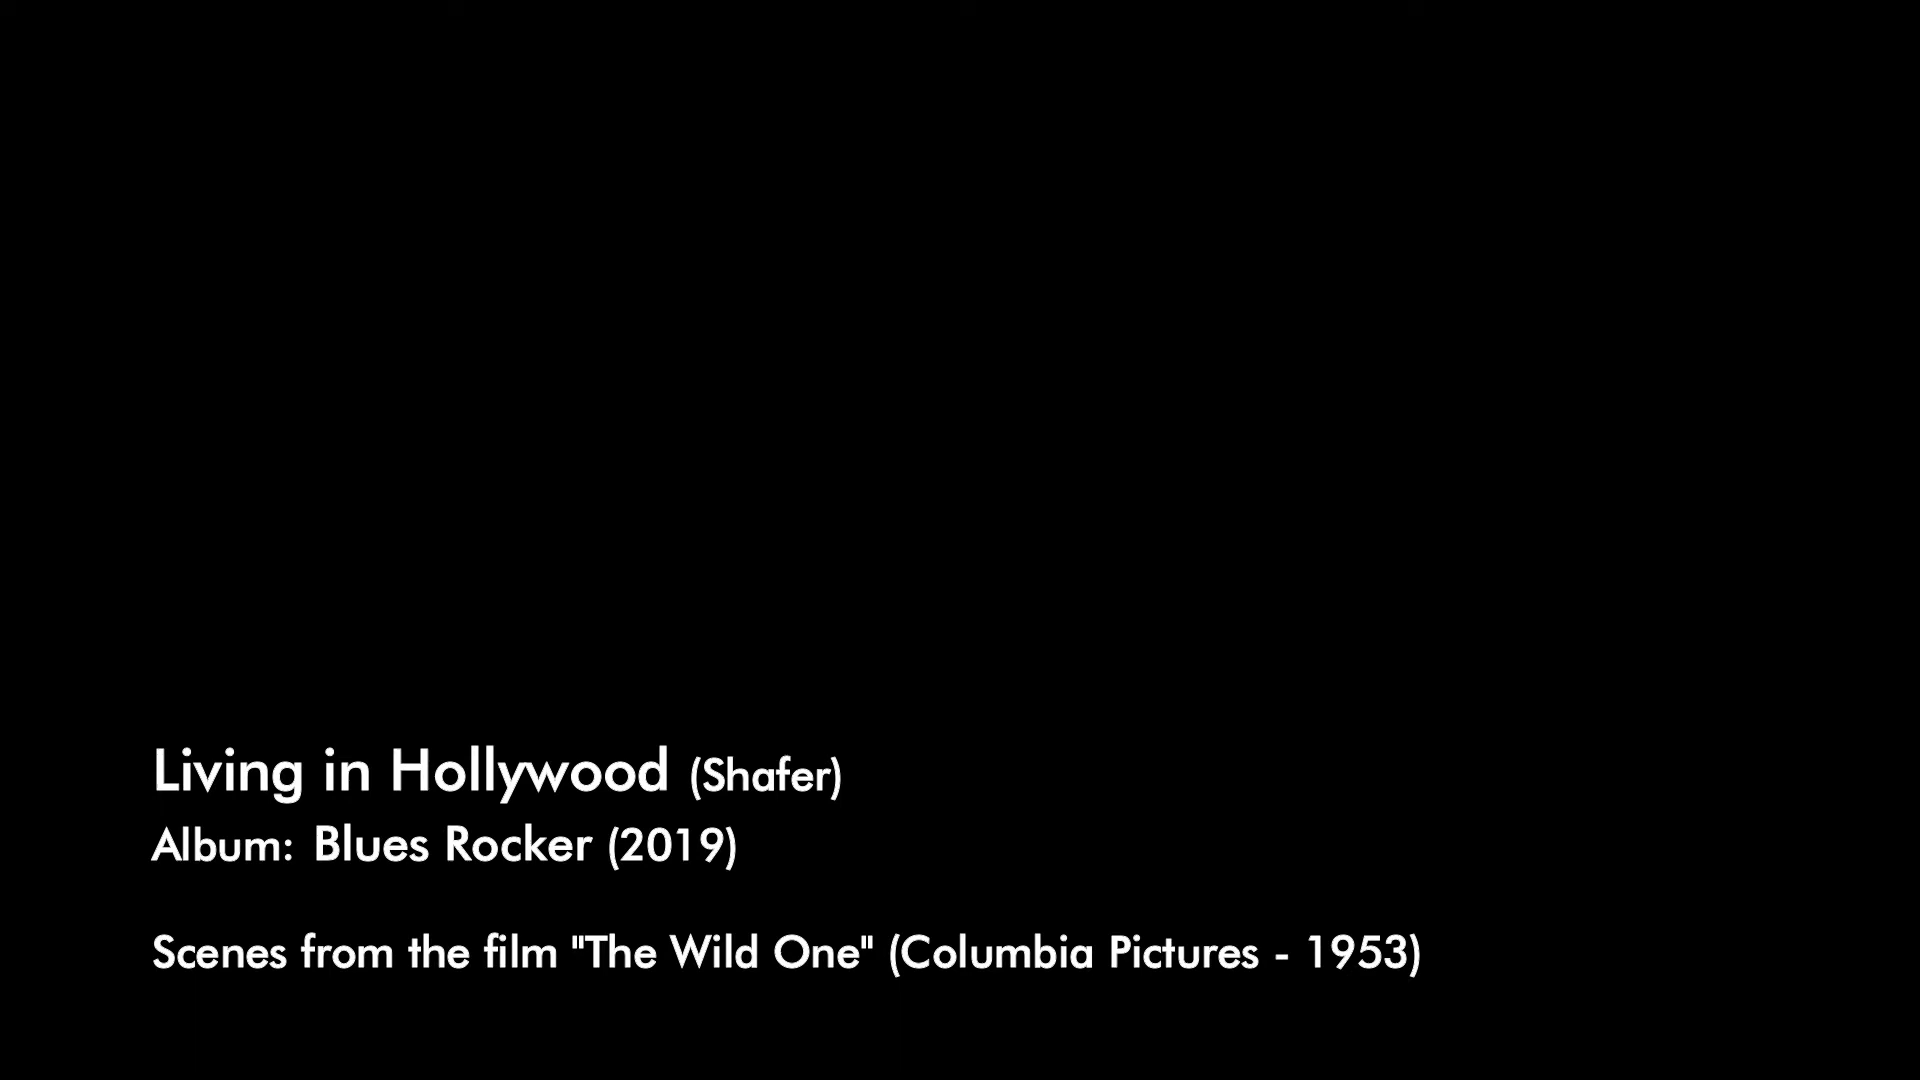 Living in Hollywood (Shafer)
Album: Blues Rocker (2019)
Scenes from the film "The Wild One" (Columbia Pictures - 1953)